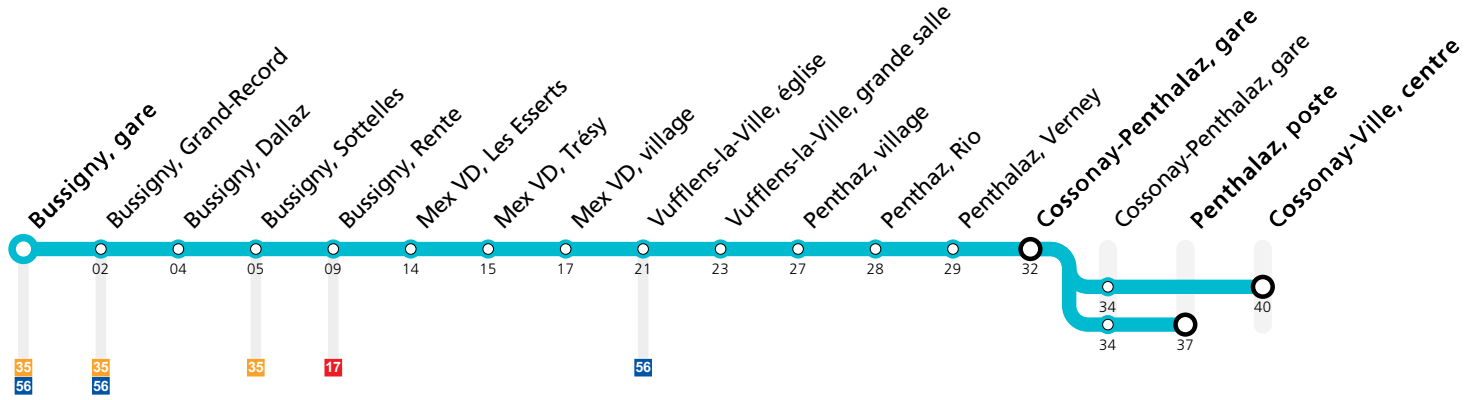 Bussigny, gare
Bussigny, Grand-Record
Bussigny, Dallaz
Bussigny, Sottelles
Bussigny, Rente
Mex VD, Les Esserts
Mex VD, Trésy
Mex VD, village
Vufflens-la-Ville, église
Vufflens-la-Ville, grande salle
Penthaz, village
Penthaz, Rio
Penthalaz, Verney
Cossonay-Penthalaz, gare
Cossonay-Penthalaz, gare
Penthalaz, poste
Cossonay-Ville, centre
02 04 05 09 14 15 17 21 23 27 28 29 32
34 40
34 37
35 35 35 17 56
56 56